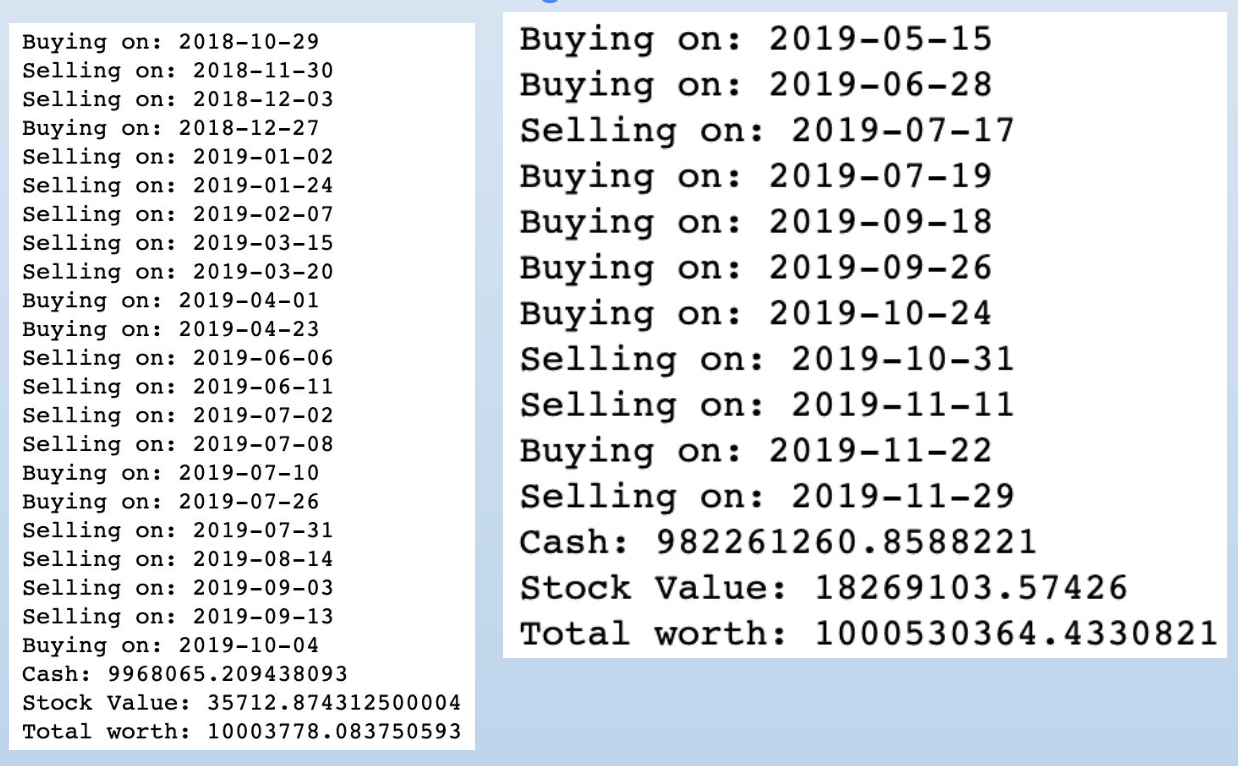 Buying on: 2018-10-29
Selling on: 2018-11-30
Selling on: 2018-12-03
Buying on: 2018-12-27
Selling on: 2019-01-02
Selling on: 2019-01-24
Selling on: 2019-02-07
Selling on: 2019-03-15
Selling on: 2019-03-20
Buying on: 2019-04-01
Buying on: 2019-04-23
Selling on: 2019-06-06
Selling on: 2019-06-11
Selling on: 2019-07-02
Selling on: 2019-07-08
Buying on: 2019-07-10
Buying on: 2019-07-26
Selling on: 2019-07-31
Selling on: 2019-08-14
Selling on: 2019-09-03
Selling on: 2019-09-13
Buying on: 2019-10-04
Cash: 9968065.209438093
Stock Value: 35712.874312500004
Total worth: 10003778.083750593
Buying on: 2019-05-15
Buying on: 2019-06-28
Selling on: 2019-07-17
Buying on: 2019-07-19
Buying on: 2019-09-18
Buying on: 2019-09-26
Buying on: 2019-10-24
Selling on: 2019-10-31
Selling on: 2019-11-11
Buying on: 2019-11-22
Selling on: 2019-11-29
Cash: 982261260.8588221
Stock Value: 18269103.57426
Total worth: 1000530364.4330821